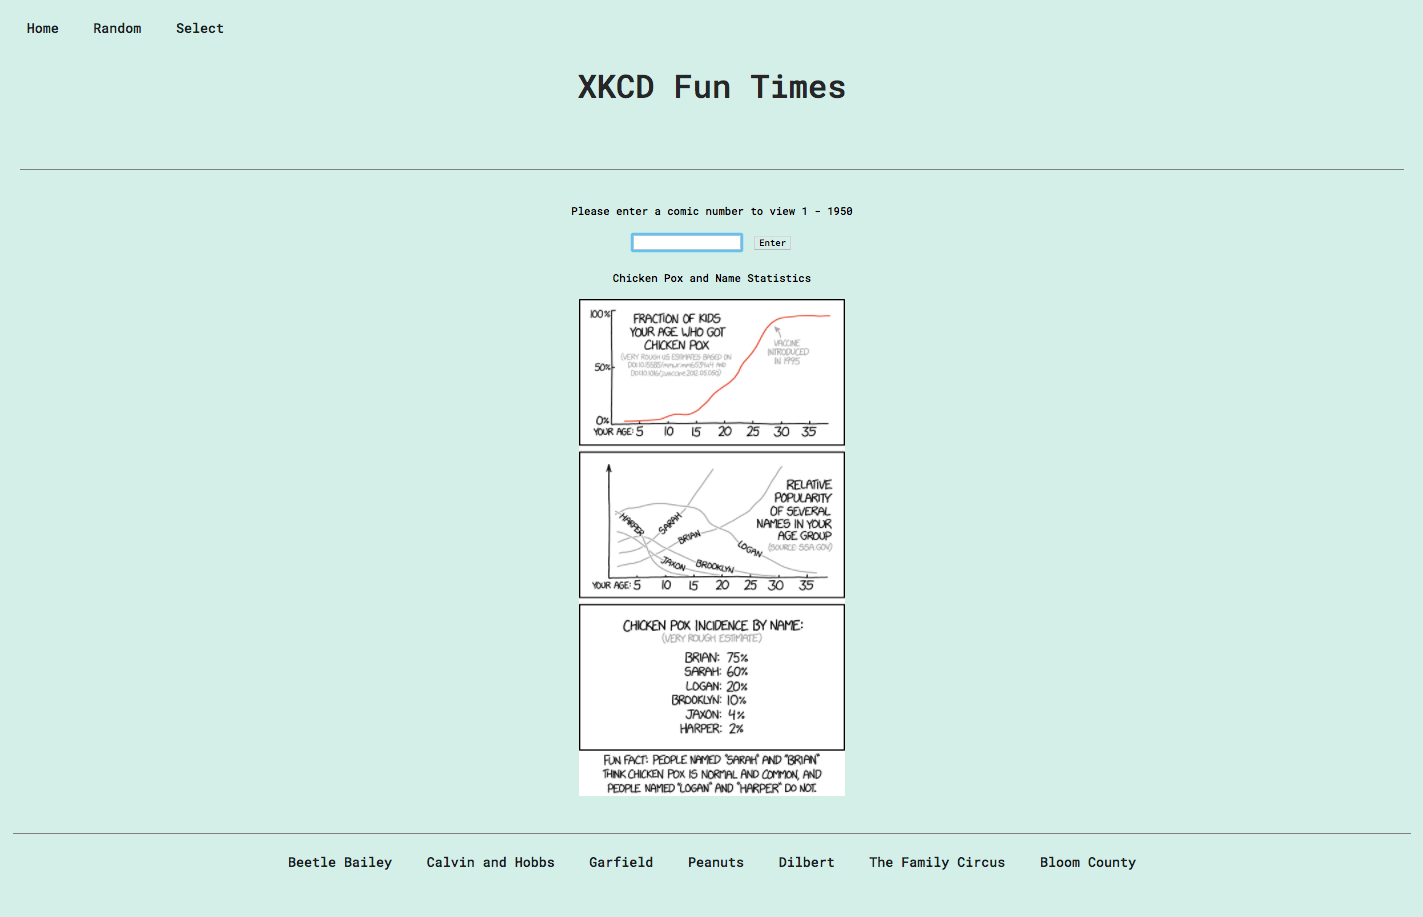 Home Random Select
XKCD Fun Times
Please enter a comic number to view 1 - 1950
Enter
Chicken Pox and Name Statistics
100%
FRACTION OF KIDS
YOUR AGE WHO GOT
CHICKEN POX
(VERY ROUGH US ESTIMATES BASED ON
VACCINE
INTRODUCED
IN 1995
50%
0%
YOUR AGE: 5 10 15 20 25 30 35
RELATIVE
POPULARITY
OF SEVERAL
NAMES IN YOUR
AGE GROUP
(SOURCE: SSA.GOV)
HARPER
SARAH
BRIAN
LOGAN
JAXON
BROOKLYN
YOUR AGE: 5 10 15 20 25 30 35
CHICKEN POX INCIDENCE BY NAME:
(VERY ROUGH ESTIMATE)
BRIAN: 75%
SARAH: 60%
LOGAN: 20%
BROOKLYN: 10%
JAXON: 4%
HARPER: 2%
FUN FACT: PEOPLE NAMED "SARAH" AND "BRIAN"
THINK CHICKEN POX IS NORMAL AND COMMON, AND
PEOPLE NAMED "LOGAN" AND "HARPER" DO NOT.
Beetle Bailey Calvin and Hobbs Garfield Peanuts Dilbert The Family Circus Bloom County